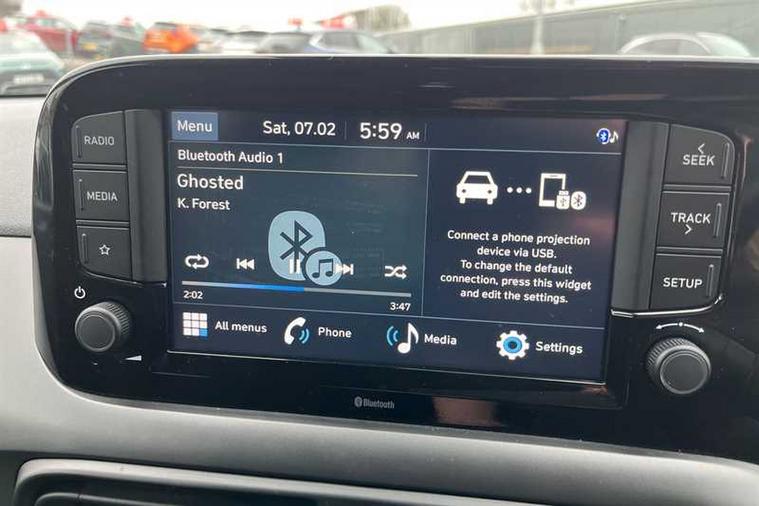 RADIO
MEDIA
Menu
Sat, 07.02
5:59 AM
Bluetooth Audio 1
Ghosted
K. Forest
2:02
3:47
Connect a phone projection
device via USB.
To change the default
connection, press this widget
and edit the settings.
All menus
Phone
Media
Settings
SEEK
TRACK
SETUP
Bluetooth